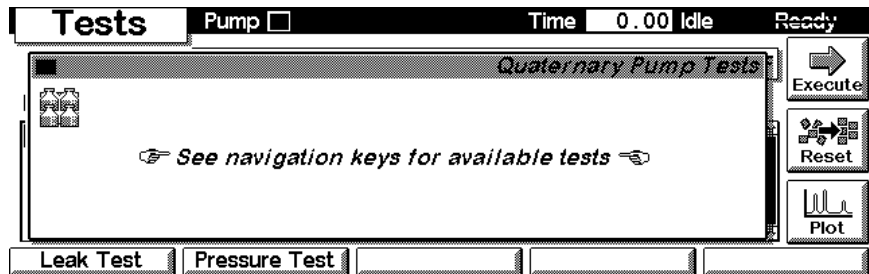 Tests Pump Time 0.00 Idle Ready
Quaternary Pump Tests
Execute
See navigation keys for available tests
Reset
Plot
Leak Test Pressure Test